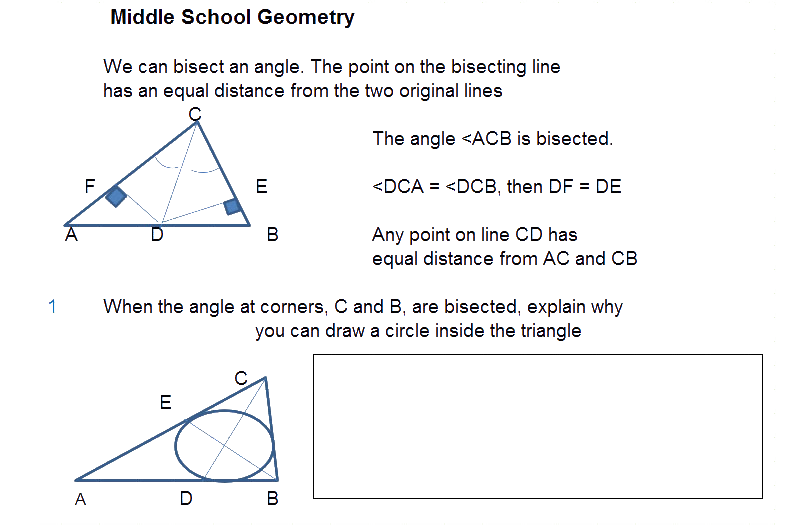 Middle School Geometry
We can bisect an angle. The point on the bisecting line
has an equal distance from the two original lines
C
The angle <ACB is bisected.
F
E
<DCA = <DCB, then DF = DE
A
D
B
Any point on line CD has
equal distance from AC and CB
1 When the angle at corners, C and B, are bisected, explain why
you can draw a circle inside the triangle
C
E
A
D
B